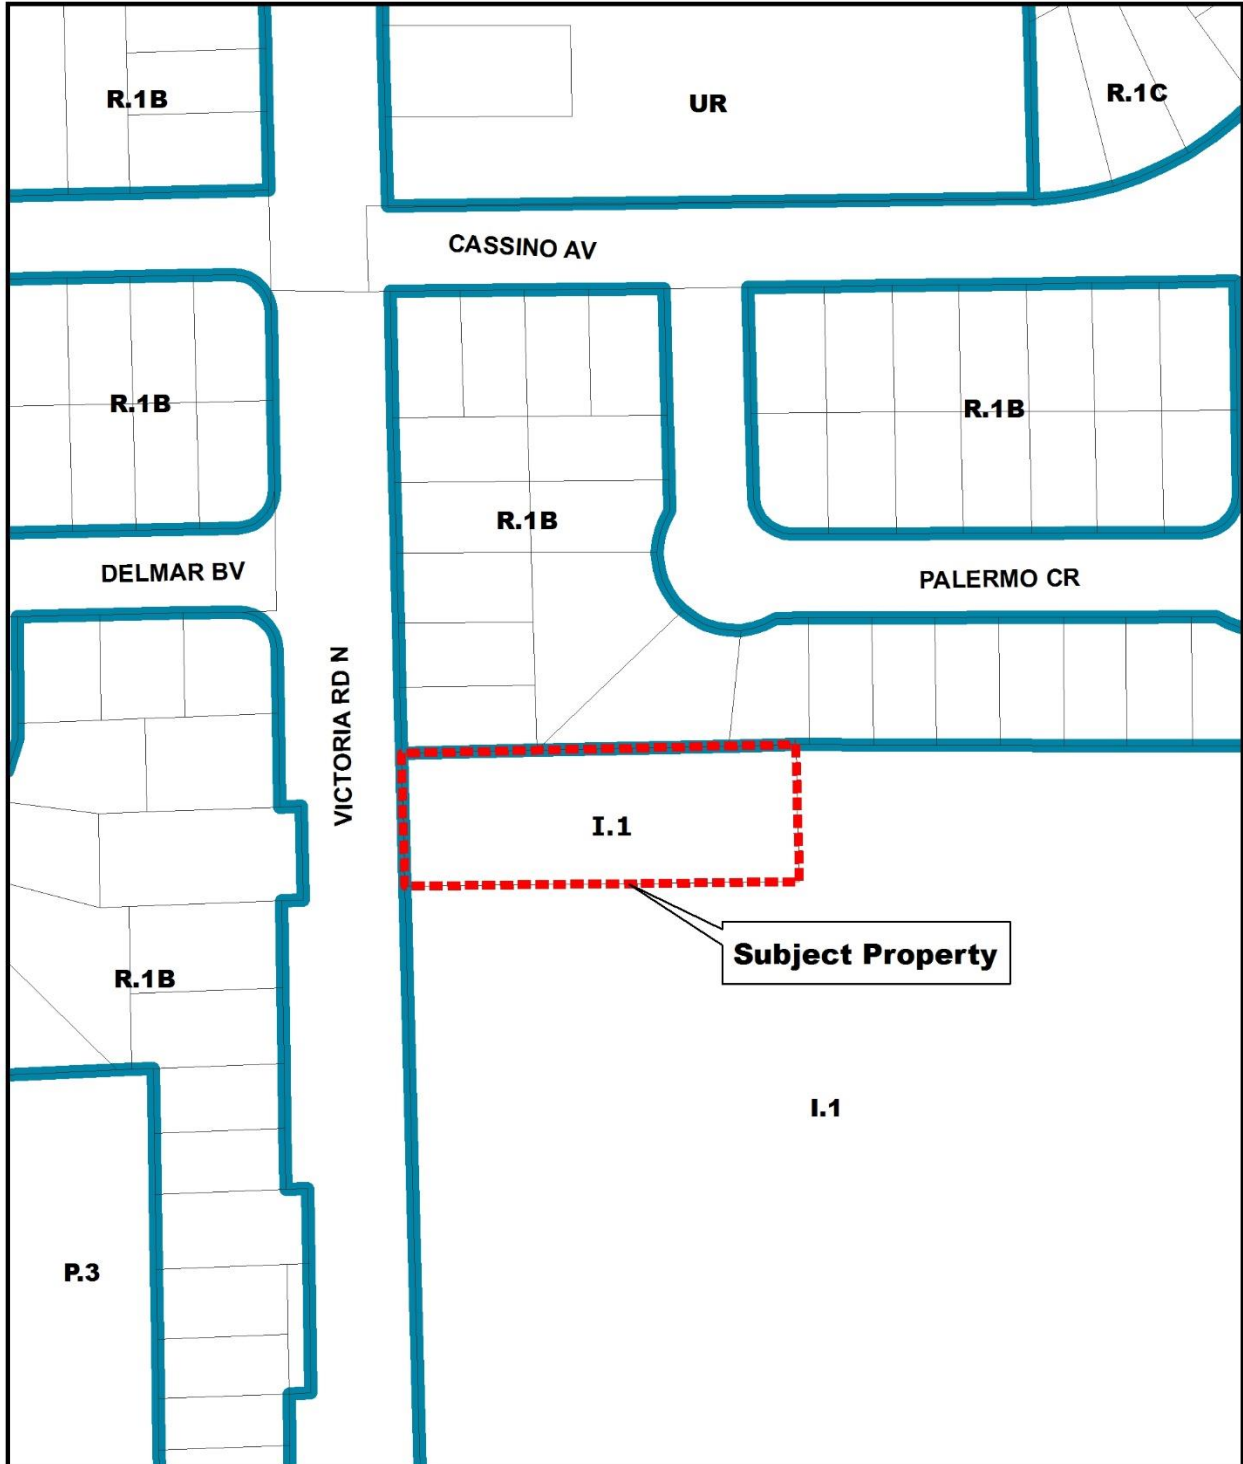 R.1B
UR
R.1C
CASSINO AV
R.1B
R.1B
R.1B
DELMAR BV
PALERMO CR
VICTORIA RD N
I.1
Subject Property
R.1B
I.1
P.3